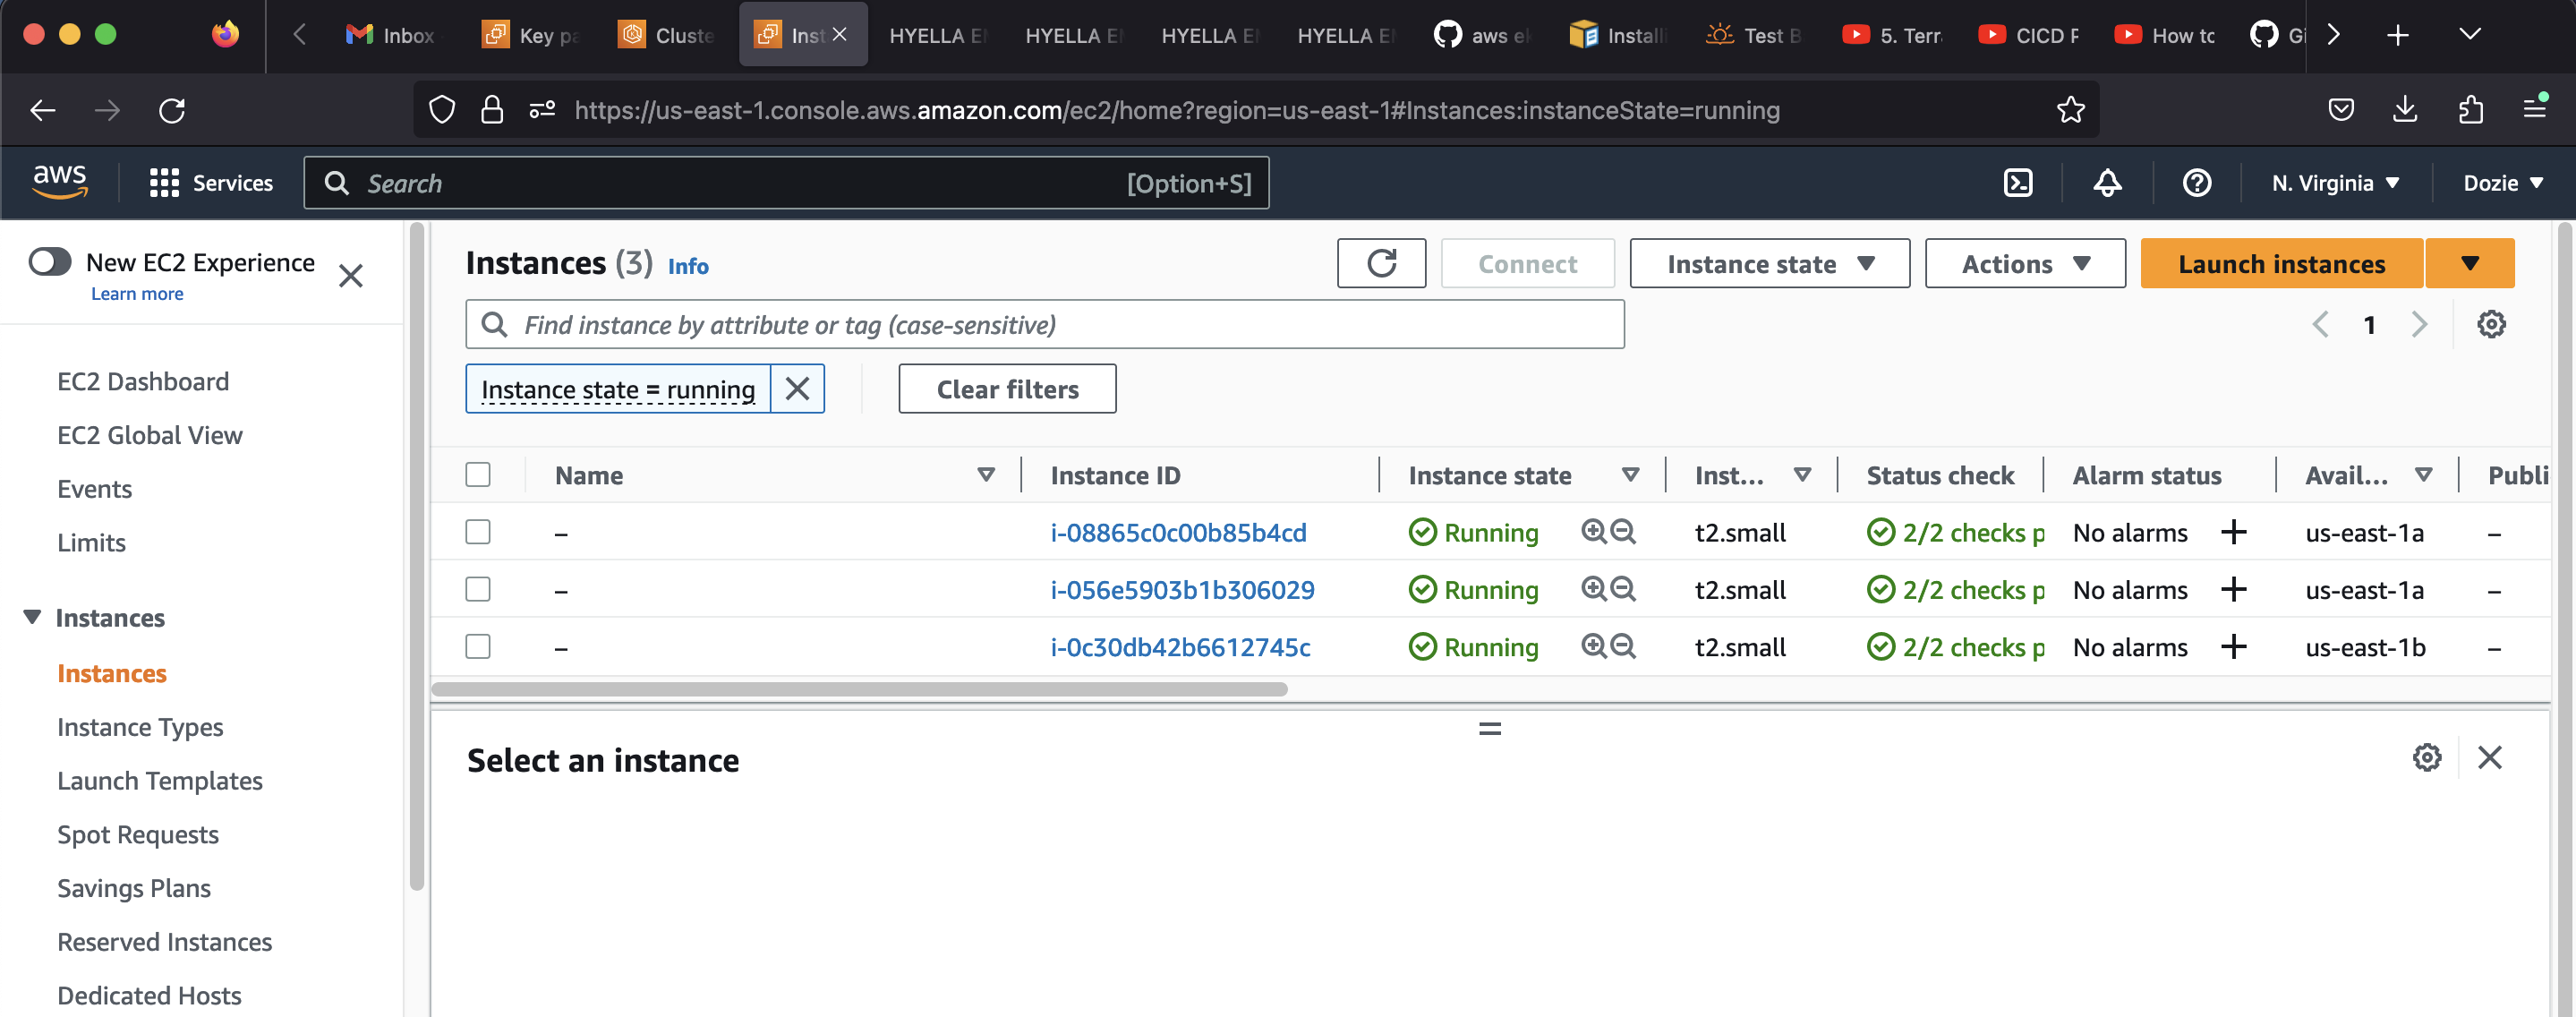 Inbox
Key pa
Cluste
Inst
HYELLA E
HYELLA E
HYELLA E
HYELLA E
aws ek
Install
Test B
5. Terr
CICD P
How to
Gi
https://us-east-1.console.aws.amazon.com/ec2/home?region=us-east-1#Instances:instanceState=running
aws
Services
Search
[Option+S]
N. Virginia
Dozie
New EC2 Experience
Learn more
EC2 Dashboard
EC2 Global View
Events
Limits
Instances
Instances
Instance Types
Launch Templates
Spot Requests
Savings Plans
Reserved Instances
Dedicated Hosts
Instances (3) Info
Connect
Instance state
Actions
Launch instances
Find instance by attribute or tag (case-sensitive)
1
Instance state = running
Clear filters
Name Instance ID Instance state Inst... Status check Alarm status Avail... Publi
– i-08865c0c00b85b4cd Running t2.small 2/2 checks p No alarms + us-east-1a –
– i-056e5903b1b306029 Running t2.small 2/2 checks p No alarms + us-east-1a –
– i-0c30db42b6612745c Running t2.small 2/2 checks p No alarms + us-east-1b –
Select an instance